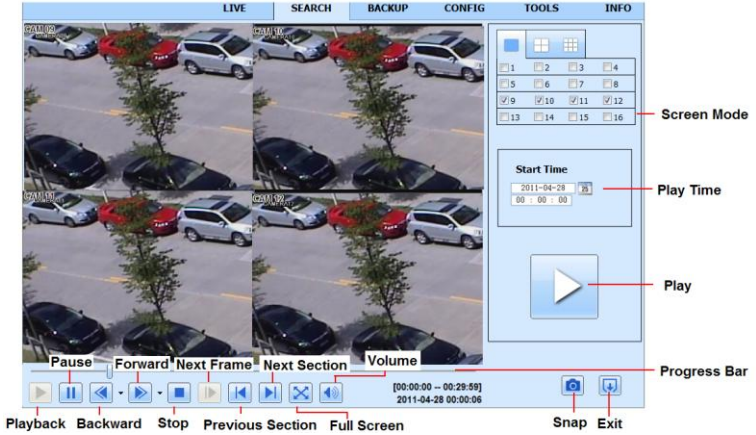 LIVE SEARCH BACKUP CONFIG TOOLS INFO
CAM 09 CAM 10
1 2 3 4
5 6 7 8
9 10 11 12
13 14 15 16
Screen Mode
Start Time
2011-04-28
00 : 00 : 00
Play Time
CAM 11 CAM 12
Play
Pause Forward Next Frame Next Section Volume
Progress Bar
[00:00:00 -- 00:29:59]
2011-04-28 00:00:06
Playback Backward Stop Previous Section Full Screen Snap Exit